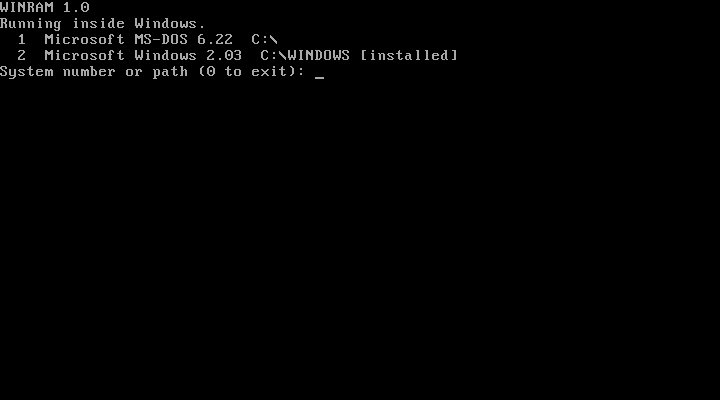 WINRAM 1.0
Running inside Windows.
  1  Microsoft MS-DOS 6.22  C:\
  2  Microsoft Windows 2.03  C:\WINDOWS [installed]
System number or path (0 to exit): _